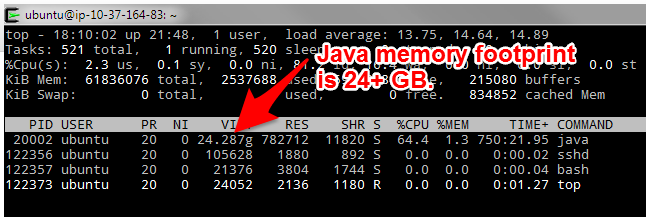 ubuntu@ip-10-37-164-83: ~
top - 18:10:02 up 21:48, 1 user, load average: 13.75, 14.64, 14.89
Tasks: 521 total, 1 running, 520 sleep
%Cpu(s): 2.3 us, 0.1 sy, 0.0 ni, 0.0 st
KiB Mem: 61836076 total, 2537688 used, 215080 buffers
KiB Swap: 0 total, used, free. 834852 cached Mem
Java memory footprint
is 24+ GB.
PID USER PR NI VI RES SHR S %CPU %MEM TIME+ COMMAND
20002 ubuntu 20 0 24.287g 782712 11820 S 64.4 1.3 750:21.95 java
122356 ubuntu 20 0 105628 1880 892 S 0.0 0.0 0:00.02 sshd
122357 ubuntu 20 0 21376 3804 1744 S 0.0 0.0 0:00.04 bash
122373 ubuntu 20 0 24052 2136 1180 R 0.0 0.0 0:01.27 top